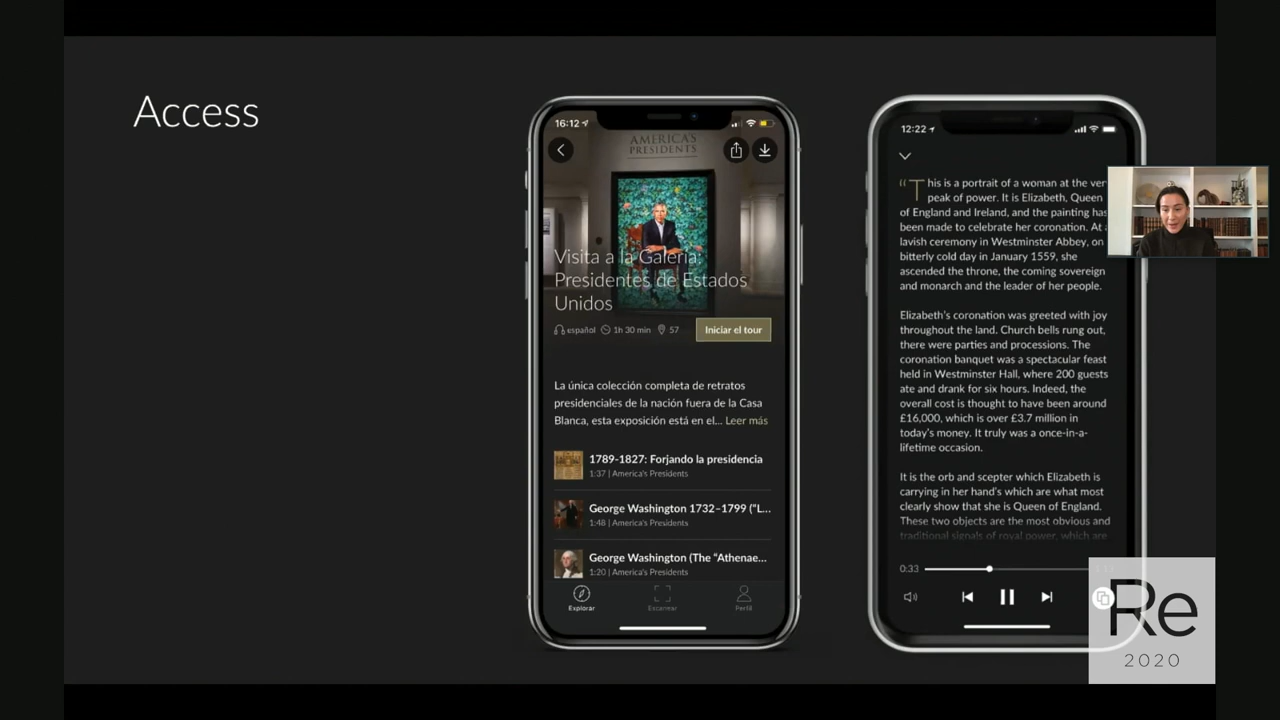 Access
16:12
AMERICA'S
PRESIDENTS
Visita a la Galería:
Presidentes de Estados
Unidos
español 1h 30 min 57
Iniciar el tour
La única colección completa de retratos
presidenciales de la nación fuera de la Casa
Blanca, esta exposición está en el... Leer más
1789-1827: Forjando la presidencia
1:37 | America's Presidents
George Washington 1732–1799 ("L...
1:48 | America's Presidents
George Washington (The "Athenae...
1:20 | America's Presidents
Explorar
Escanear
Perfil
12:22
"This is a portrait of a woman at the ver
peak of power. It is Elizabeth, Queen
of England and Ireland, and the painting has
been made to celebrate her coronation. At
lavish ceremony in Westminster Abbey, on
bitterly cold day in January 1559, she
ascended the throne, the coming sovereign
and monarch and the leader of her people.
Elizabeth's coronation was greeted with joy
throughout the land. Church bells rung out,
there were parties and processions. The
coronation banquet was a spectacular feast
held in Westminster Hall, where 200 guests
ate and drank for six hours. Indeed, the
overall cost is thought to have been around
£16,000, which is over £3.7 million in
today's money. It truly was a once-in-a-
lifetime occasion.
It is the orb and scepter which Elizabeth is
carrying in her hand's which are what most
clearly show that she is Queen of England.
These two objects are the most obvious and
traditional signals of royal power, which are
0:33
Re
2020